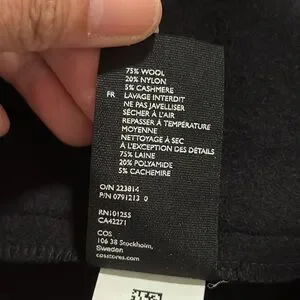 75% WOOL
20% NYLON
5% CASHMERE
FR LAVAGE INTERDIT
NE PAS JAVELLISER
SÉCHER À L'AIR
REPASSER À TEMPÉRATURE
MOYENNE
NETTOYAGE À SEC
À L'EXCEPTION DES DÉTAILS
75% LAINE
20% POLYAMIDE
5% CACHEMIRE
O/N 223814
P/N 0791213 0
RN101255
CA42271
COS
106 38 Stockholm,
Sweden
cosstores.com